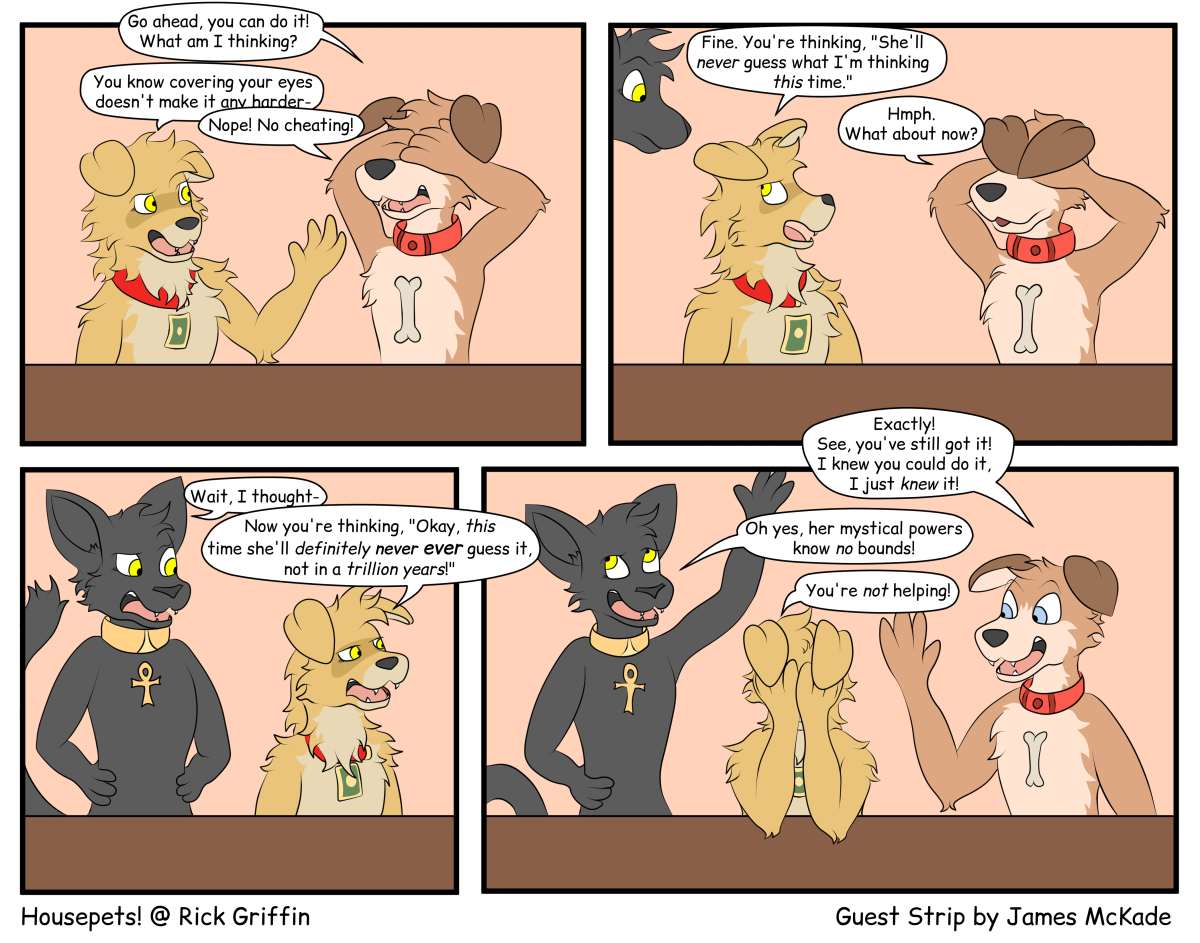 Go ahead, you can do it!
What am I thinking?
You know covering your eyes
doesn't make it any harder-
Nope! No cheating!
Fine. You're thinking, "She'll
never guess what I'm thinking
this time."
Hmph.
What about now?
Wait, I thought-
Now you're thinking, "Okay, this
time she'll definitely never ever guess it,
not in a trillion years!"
Exactly!
See, you've still got it!
I knew you could do it,
I just knew it!
Oh yes, her mystical powers
know no bounds!
You're not helping!
Housepets! @ Rick Griffin
Guest Strip by James McKade